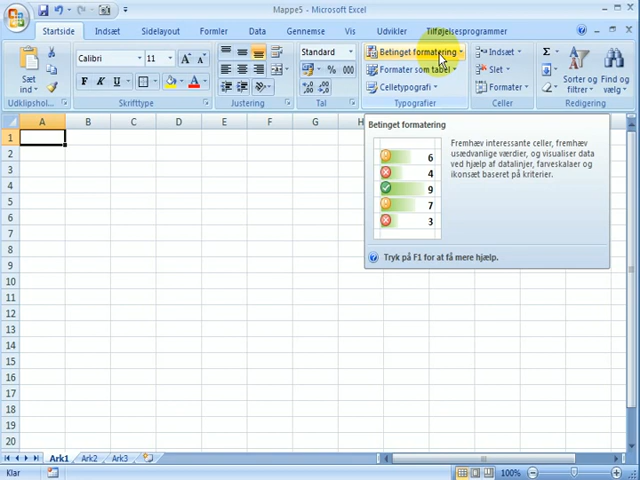 Mappe5 - Microsoft Excel
Startside Indsæt Sidelayout Formler Data Gennemse Vis Udvikler Tilføjelsesprogrammer
Sæt ind
Udklipshol...
Calibri 11
F K U
Skrifttype
Justering
Standard
% 000
Tal
Betinget formatering
Formater som tabel
Celletypografi
Typografier
Indsæt
Slet
Formater
Celler
Σ
Sorter og filtrer
Søg og vælg
Redigering
A B C D E F G H
1
2
3
4
5
6
7
8
9
10
11
12
13
14
15
16
17
18
19
20
Betinget formatering
6
4
9
7
3
Fremhæv interessante celler, fremhæv
usædvanlige værdier, og visualiser data
ved hjælp af datalinjer, farveskalaer og
ikonsæt baseret på kriterier.
Tryk på F1 for at få mere hjælp.
Ark1 Ark2 Ark3
Klar
100%